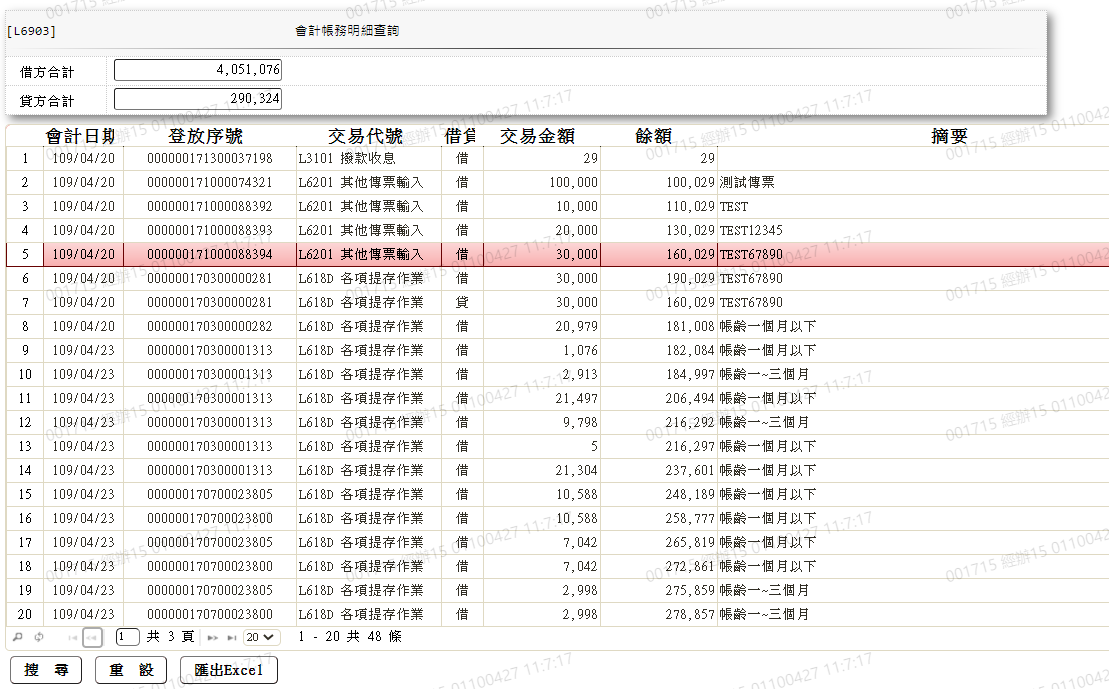 [L6903] 會計帳務明細查詢
借方合計 4,051,076
貸方合計 290,324
會計日期 登放序號 交易代號 借貸 交易金額 餘額 摘要
1 109/04/20 000000171300037198 L3101 撥款收息 借 29 29
2 109/04/20 000000171000074321 L6201 其他傳票輸入 借 100,000 100,029 測試傳票
3 109/04/20 000000171000088392 L6201 其他傳票輸入 借 10,000 110,029 TEST
4 109/04/20 000000171000088393 L6201 其他傳票輸入 借 20,000 130,029 TEST12345
5 109/04/20 000000171000088394 L6201 其他傳票輸入 借 30,000 160,029 TEST67890
6 109/04/20 000000170300000281 L618D 各項提存作業 借 30,000 190,029 TEST67890
7 109/04/20 000000170300000281 L618D 各項提存作業 貸 30,000 160,029 TEST67890
8 109/04/20 000000170300000282 L618D 各項提存作業 借 20,979 181,008 帳齡一個月以下
9 109/04/23 000000170300001313 L618D 各項提存作業 借 1,076 182,084 帳齡一個月以下
10 109/04/23 000000170300001313 L618D 各項提存作業 借 2,913 184,997 帳齡一~三個月
11 109/04/23 000000170300001313 L618D 各項提存作業 借 21,497 206,494 帳齡一個月以下
12 109/04/23 000000170300001313 L618D 各項提存作業 借 9,798 216,292 帳齡一~三個月
13 109/04/23 000000170300001313 L618D 各項提存作業 借 5 216,297 帳齡一個月以下
14 109/04/23 000000170300001313 L618D 各項提存作業 借 21,304 237,601 帳齡一個月以下
15 109/04/23 000000170700023805 L618D 各項提存作業 借 10,588 248,189 帳齡一個月以下
16 109/04/23 000000170700023800 L618D 各項提存作業 借 10,588 258,777 帳齡一個月以下
17 109/04/23 000000170700023805 L618D 各項提存作業 借 7,042 265,819 帳齡一個月以下
18 109/04/23 000000170700023800 L618D 各項提存作業 借 7,042 272,861 帳齡一個月以下
19 109/04/23 000000170700023805 L618D 各項提存作業 借 2,998 275,859 帳齡一~三個月
20 109/04/23 000000170700023800 L618D 各項提存作業 借 2,998 278,857 帳齡一~三個月
1 共 3 頁 20 1 - 20 共 48 條
搜 尋 重 設 匯出Excel
001715 經辦15 01100427 11:7:17